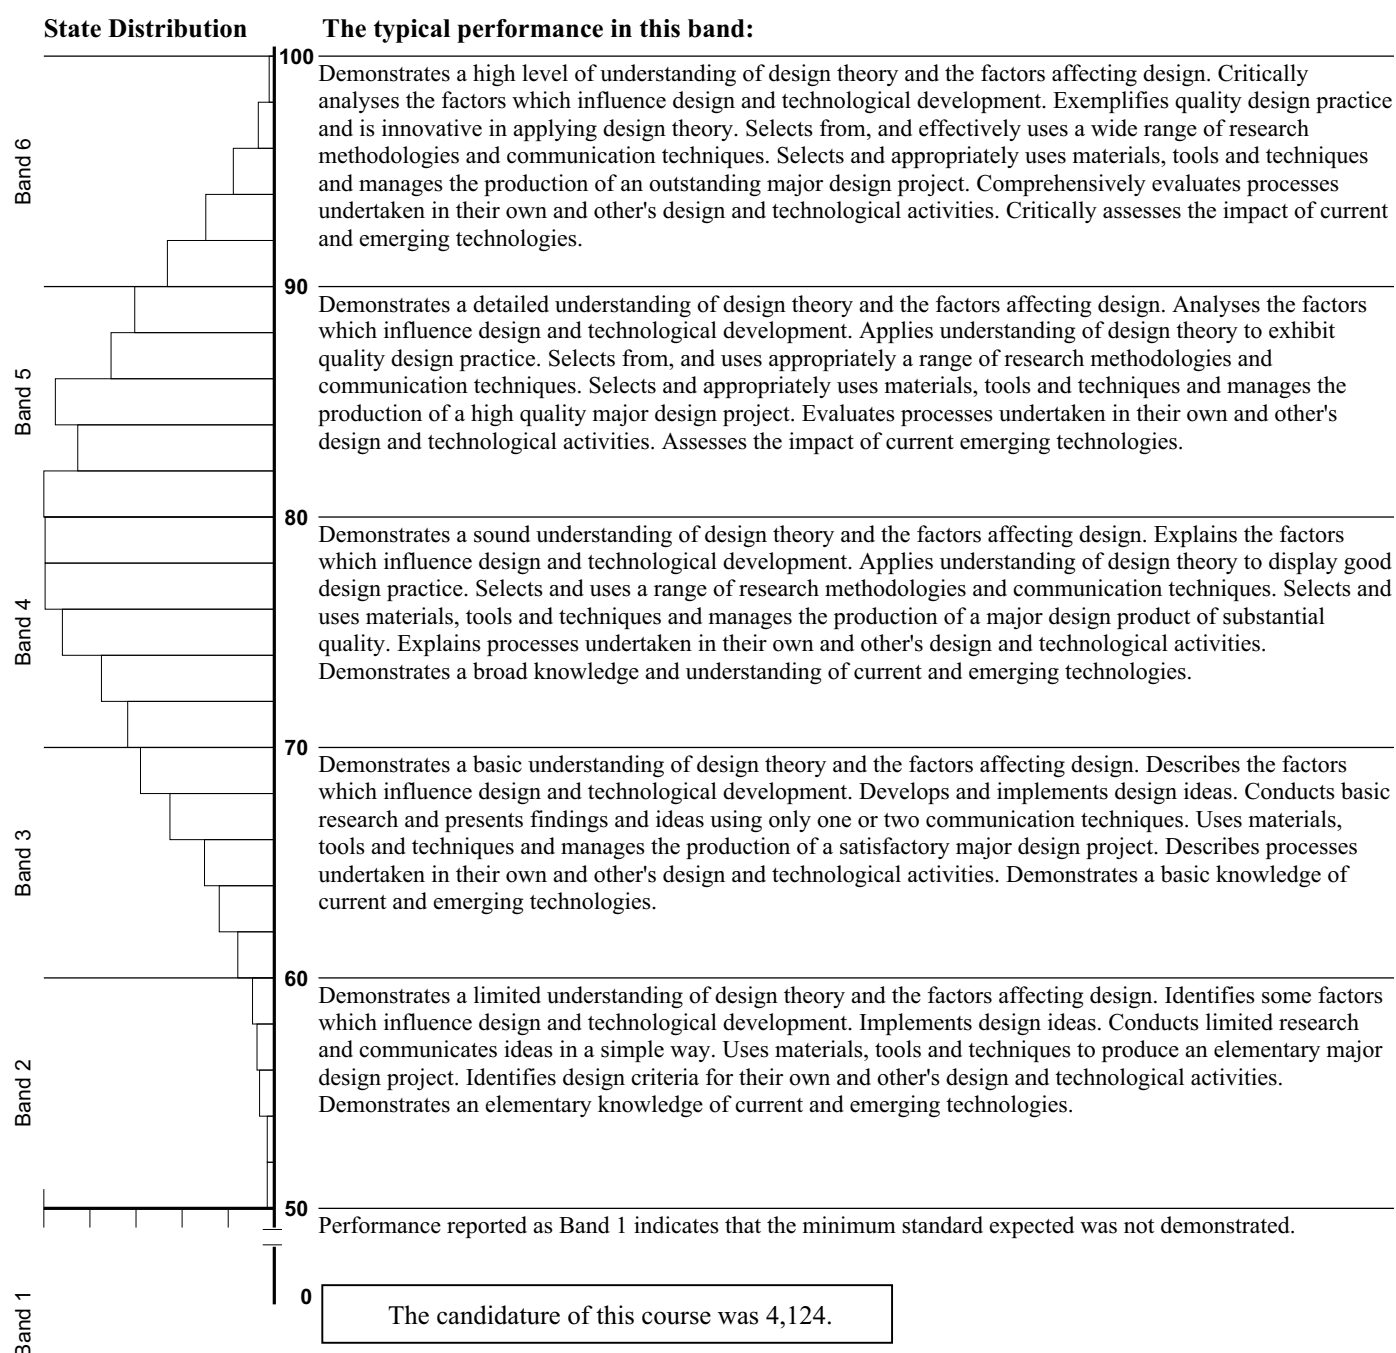 State Distribution
The typical performance in this band:
100
Band 6
Demonstrates a high level of understanding of design theory and the factors affecting design. Critically
analyses the factors which influence design and technological development. Exemplifies quality design practice
and is innovative in applying design theory. Selects from, and effectively uses a wide range of research
methodologies and communication techniques. Selects and appropriately uses materials, tools and techniques
and manages the production of an outstanding major design project. Comprehensively evaluates processes
undertaken in their own and other's design and technological activities. Critically assesses the impact of current
and emerging technologies.
90
Band 5
Demonstrates a detailed understanding of design theory and the factors affecting design. Analyses the factors
which influence design and technological development. Applies understanding of design theory to exhibit
quality design practice. Selects from, and uses appropriately a range of research methodologies and
communication techniques. Selects and appropriately uses materials, tools and techniques and manages the
production of a high quality major design project. Evaluates processes undertaken in their own and other's
design and technological activities. Assesses the impact of current emerging technologies.
80
Band 4
Demonstrates a sound understanding of design theory and the factors affecting design. Explains the factors
which influence design and technological development. Applies understanding of design theory to display good
design practice. Selects and uses a range of research methodologies and communication techniques. Selects and
uses materials, tools and techniques and manages the production of a major design product of substantial
quality. Explains processes undertaken in their own and other's design and technological activities.
Demonstrates a broad knowledge and understanding of current and emerging technologies.
70
Band 3
Demonstrates a basic understanding of design theory and the factors affecting design. Describes the factors
which influence design and technological development. Develops and implements design ideas. Conducts basic
research and presents findings and ideas using only one or two communication techniques. Uses materials,
tools and techniques and manages the production of a satisfactory major design project. Describes processes
undertaken in their own and other's design and technological activities. Demonstrates a basic knowledge of
current and emerging technologies.
60
Band 2
Demonstrates a limited understanding of design theory and the factors affecting design. Identifies some factors
which influence design and technological development. Implements design ideas. Conducts limited research
and communicates ideas in a simple way. Uses materials, tools and techniques to produce an elementary major
design project. Identifies design criteria for their own and other's design and technological activities.
Demonstrates an elementary knowledge of current and emerging technologies.
50
Performance reported as Band 1 indicates that the minimum standard expected was not demonstrated.
Band 1
0
The candidature of this course was 4,124.